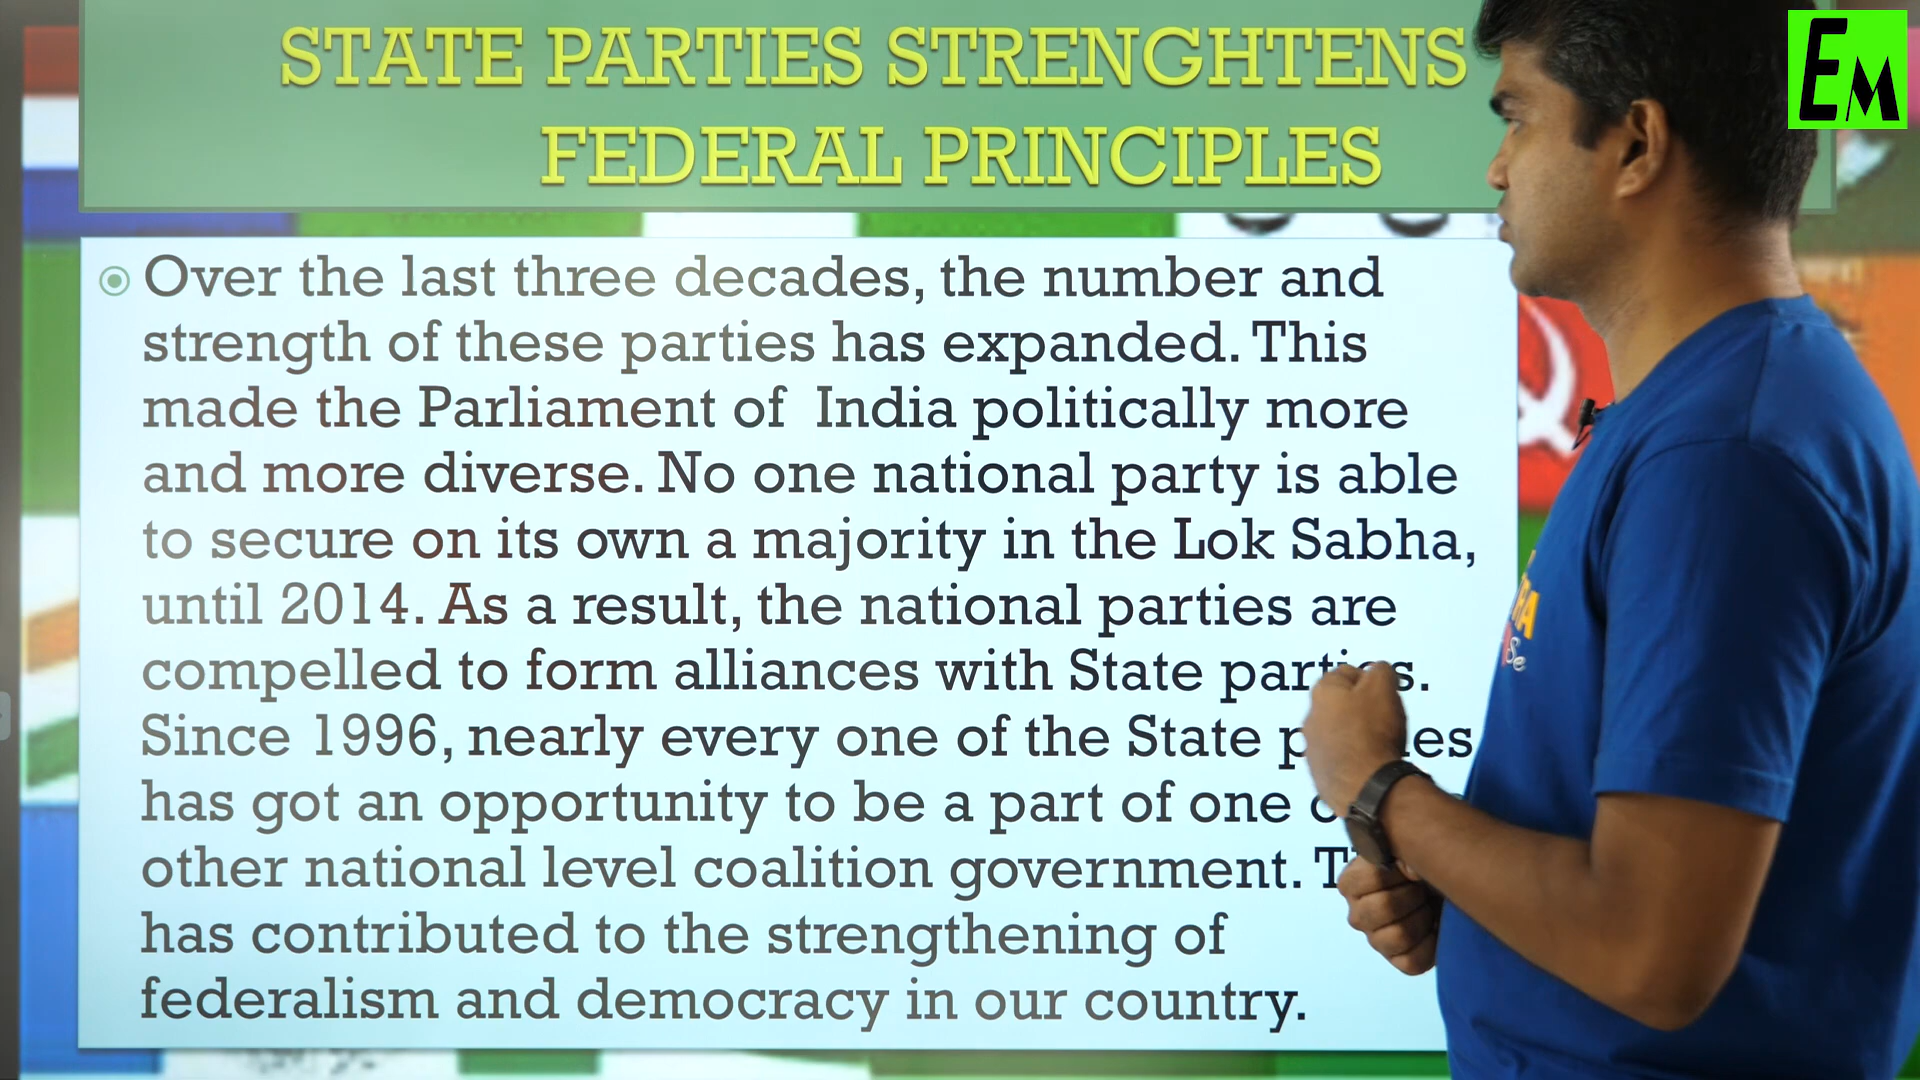 STATE PARTIES STRENGHTENS
FEDERAL PRINCIPLES
EM
Over the last three decades, the number and
strength of these parties has expanded. This
made the Parliament of India politically more
and more diverse. No one national party is able
to secure on its own a majority in the Lok Sabha,
until 2014. As a result, the national parties are
compelled to form alliances with State parties.
Since 1996, nearly every one of the State
has got an opportunity to be a part of one
other national level coalition government.
has contributed to the strengthening of
federalism and democracy in our country.